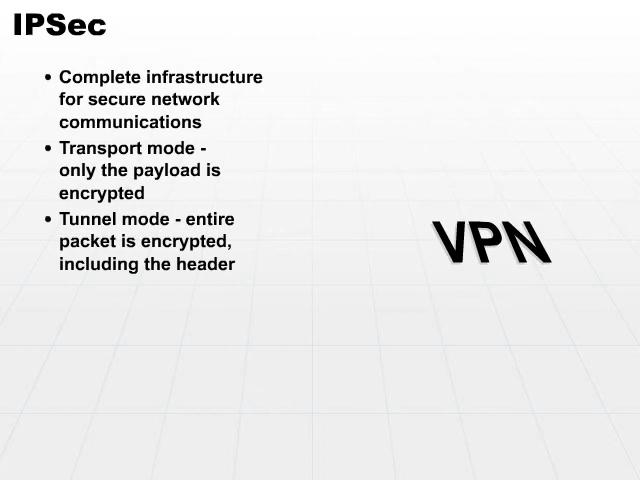 IPSec
• Complete infrastructure
for secure network
communications
• Transport mode -
only the payload is
encrypted
• Tunnel mode - entire
packet is encrypted,
including the header
VPN